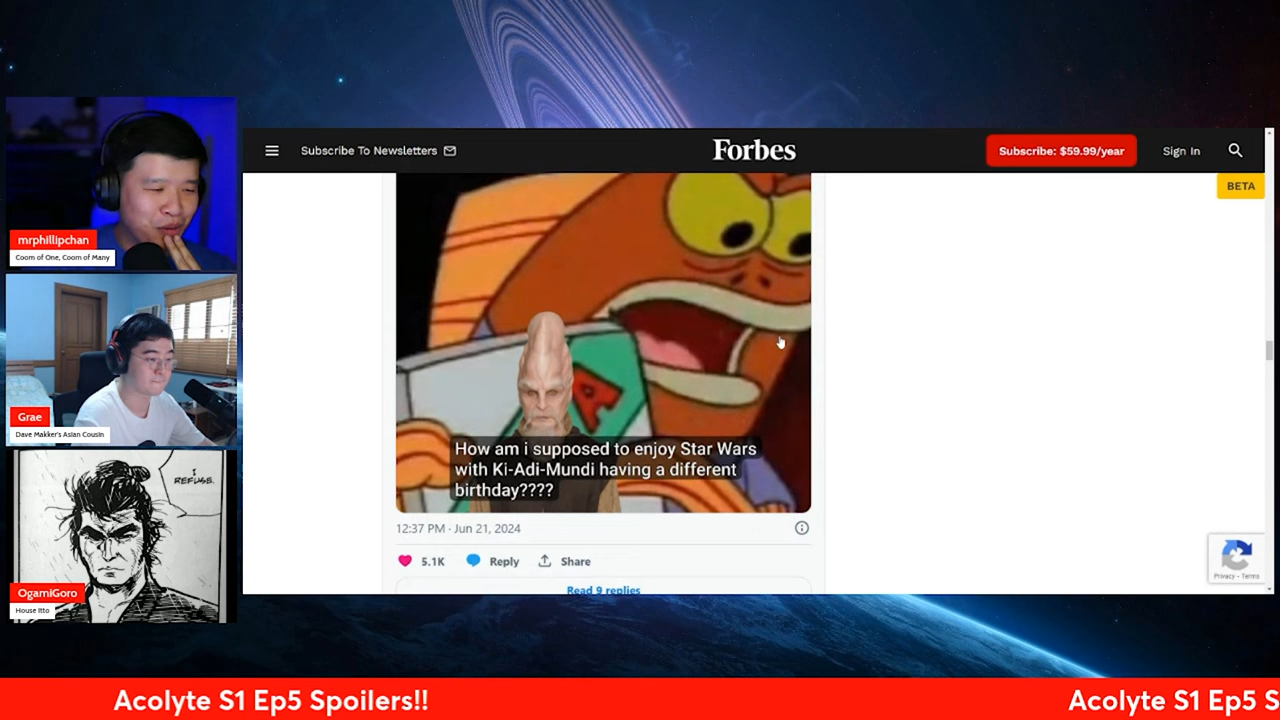 Subscribe To Newsletters
Forbes
Subscribe: $59.99/year
Sign In
BETA
mrphillipchan
Coom of One, Coom of Many
Grae
Dave Makker's Asian Cousin
I
REFUSE.
OgamiGoro
House Itto
A
How am i supposed to enjoy Star Wars
with Ki-Adi-Mundi having a different
birthday????
12:37 PM · Jun 21, 2024
5.1K
Reply
Share
Read 9 replies
Privacy - Terms
Acolyte S1 Ep5 Spoilers!!
Acolyte S1 Ep5 S